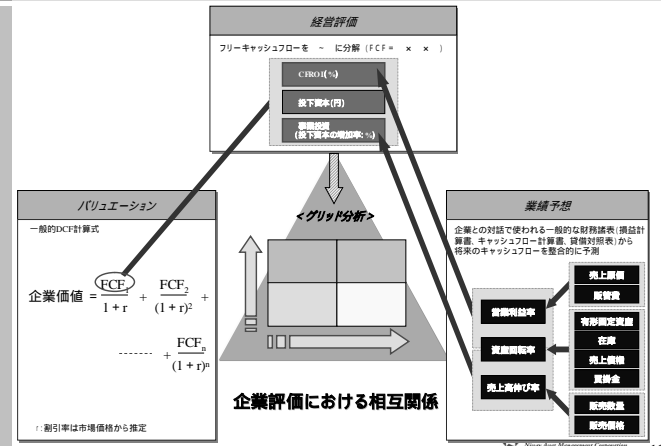 経営評価
フリーキャッシュフローを ~ に分解 (FCF= × × )
CFROI(%)
投下資本(円)
事業投資
(投下資本の増加率:%)
バリュエーション
一般的DCF計算式
企業価値 = FCF1/1 + r + FCF2/(1 + r)2 +
------ + FCFn/(1 + r)n
r : 割引率は市場価格から推定
<グリッド分析>
企業評価における相互関係
業績予想
企業との対話で使われる一般的な財務諸表(損益計
算書、キャッシュフロー計算書、貸借対照表)から
将来のキャッシュフローを整合的に予測
営業利益率
資産回転率
売上高伸び率
売上原価
販管費
有形固定資産
在庫
売上債権
買掛金
販売数量
販売価格
Nissay Asset Management Corporation